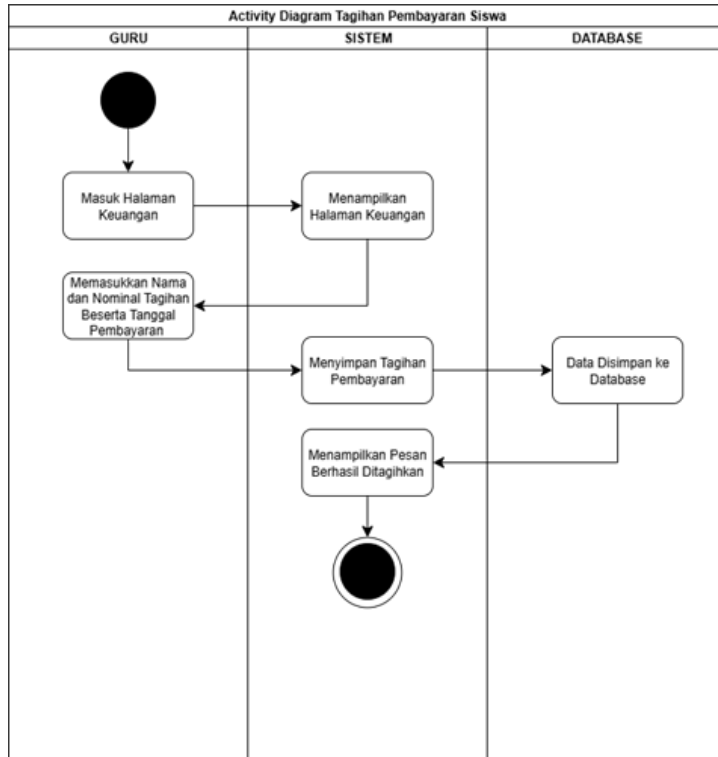 Activity Diagram Tagihan Pembayaran Siswa
GURU
SISTEM
DATABASE
Masuk Halaman
Keuangan
Menampilkan
Halaman Keuangan
Memasukkan Nama
dan Nominal Tagihan
Beserta Tanggal
Pembayaran
Menyimpan Tagihan
Pembayaran
Data Disimpan ke
Database
Menampilkan Pesan
Berhasil Ditagihkan